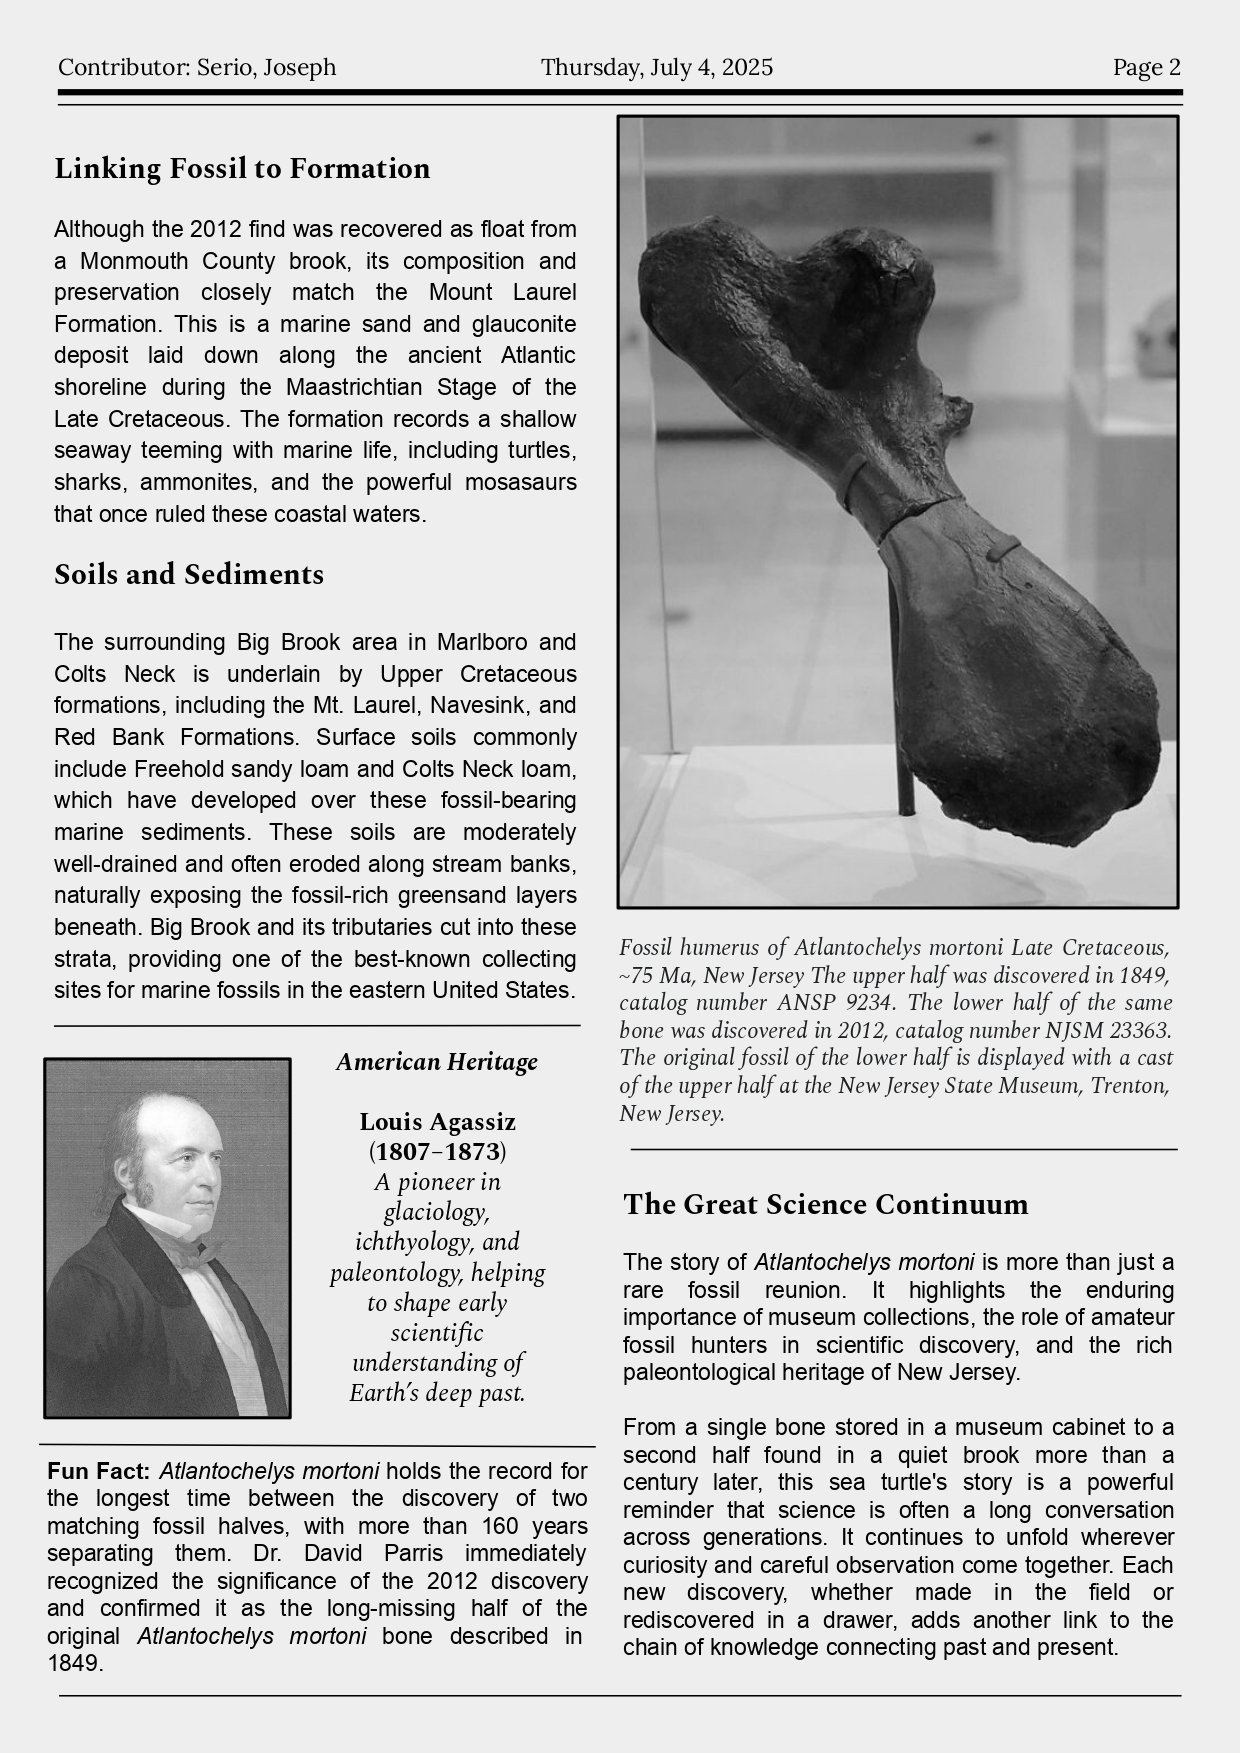 Contributor: Serio, Joseph
Thursday, July 4, 2025
Page 2
Linking Fossil to Formation
Although the 2012 find was recovered as float from
a Monmouth County brook, its composition and
preservation closely match the Mount Laurel
Formation. This is a marine sand and glauconite
deposit laid down along the ancient Atlantic
shoreline during the Maastrichtian Stage of the
Late Cretaceous. The formation records a shallow
seaway teeming with marine life, including turtles,
sharks, ammonites, and the powerful mosasaurs
that once ruled these coastal waters.
Soils and Sediments
The surrounding Big Brook area in Marlboro and
Colts Neck is underlain by Upper Cretaceous
formations, including the Mt. Laurel, Navesink, and
Red Bank Formations. Surface soils commonly
include Freehold sandy loam and Colts Neck loam,
which have developed over these fossil-bearing
marine sediments. These soils are moderately
well-drained and often eroded along stream banks,
naturally exposing the fossil-rich greensand layers
beneath. Big Brook and its tributaries cut into these
strata, providing one of the best-known collecting
sites for marine fossils in the eastern United States.
American Heritage
Louis Agassiz
(1807–1873)
A pioneer in
glaciology,
ichthyology, and
paleontology, helping
to shape early
scientific
understanding of
Earth's deep past.
Fun Fact: Atlantochelys mortoni holds the record for
the longest time between the discovery of two
matching fossil halves, with more than 160 years
separating them. Dr. David Parris immediately
recognized the significance of the 2012 discovery
and confirmed it as the long-missing half of the
original Atlantochelys mortoni bone described in
1849.
Fossil humerus of Atlantochelys mortoni Late Cretaceous,
~75 Ma, New Jersey The upper half was discovered in 1849,
catalog number ANSP 9234. The lower half of the same
bone was discovered in 2012, catalog number NJSM 23363.
The original fossil of the lower half is displayed with a cast
of the upper half at the New Jersey State Museum, Trenton,
New Jersey.
The Great Science Continuum
The story of Atlantochelys mortoni is more than just a
rare fossil reunion. It highlights the enduring
importance of museum collections, the role of amateur
fossil hunters in scientific discovery, and the rich
paleontological heritage of New Jersey.
From a single bone stored in a museum cabinet to a
second half found in a quiet brook more than a
century later, this sea turtle's story is a powerful
reminder that science is often a long conversation
across generations. It continues to unfold wherever
curiosity and careful observation come together. Each
new discovery, whether made in the field or
rediscovered in a drawer, adds another link to the
chain of knowledge connecting past and present.